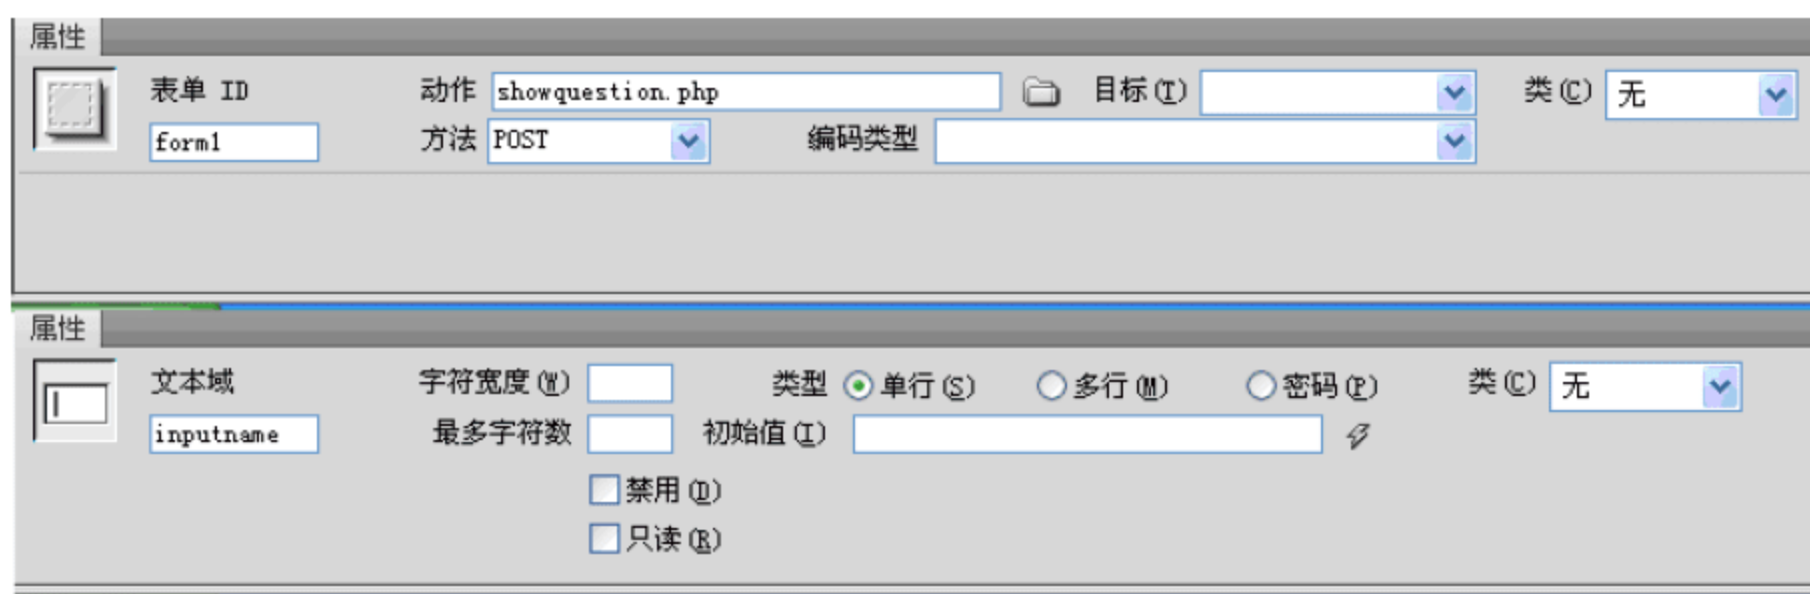 属性
表单 ID 动作 showquestion.php 目标(T) 类(C) 无
form1 方法 POST 编码类型
属性
文本域 字符宽度(W) 类型 单行(S) 多行(M) 密码(P) 类(C) 无
inputname 最多字符数 初始值(I)
禁用(D)
只读(R)